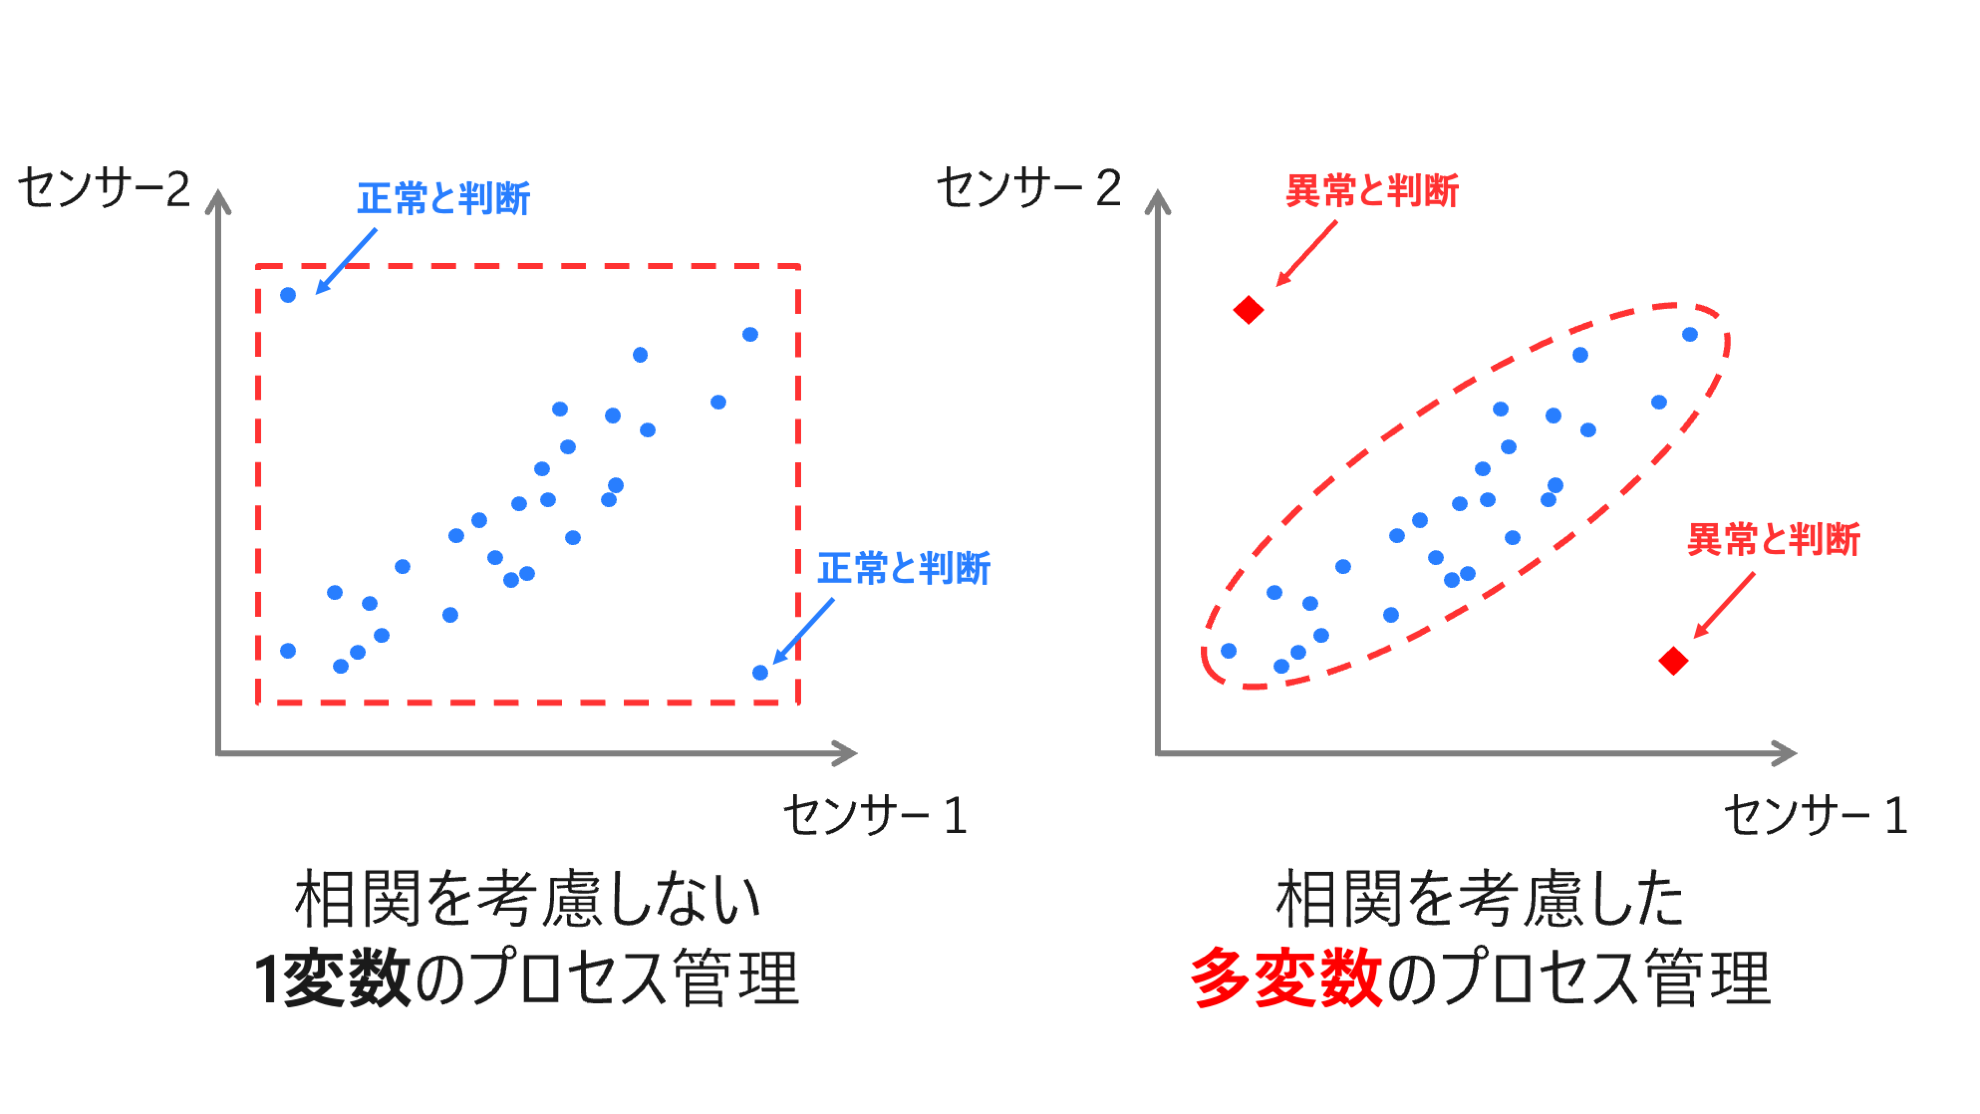 センサー2
正常と判断
正常と判断
センサー 1
相関を考慮しない
1変数のプロセス管理
センサー 2
異常と判断
異常と判断
センサー 1
相関を考慮した
多変数のプロセス管理